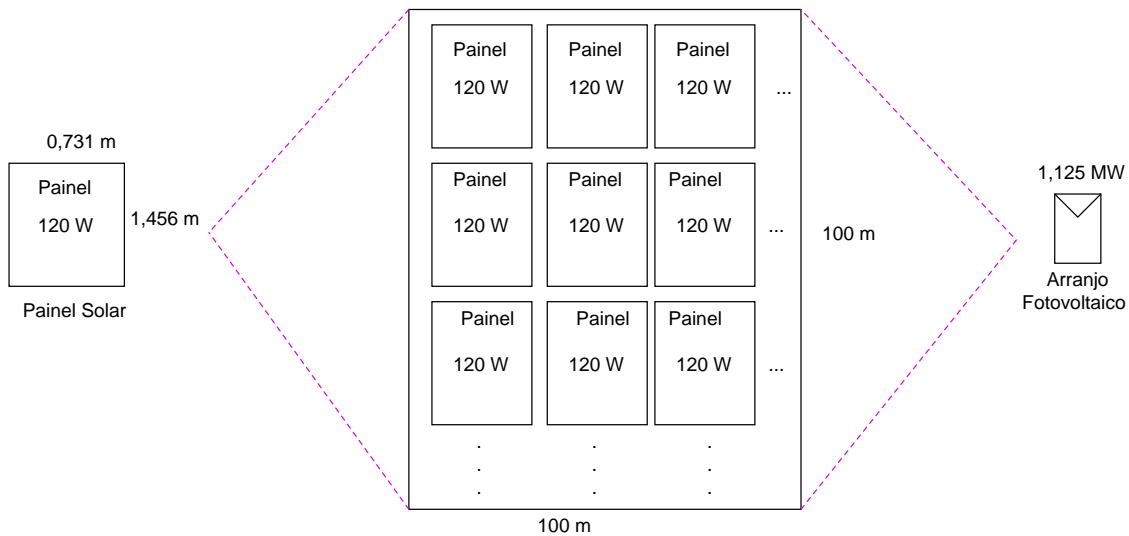 0,731 m
Painel
120 W
1,456 m
Painel Solar
Painel Painel Painel
120 W 120 W 120 W ...
Painel Painel Painel
120 W 120 W 120 W ...
Painel Painel Painel
120 W 120 W 120 W ...
. . .
. . .
. . .
100 m
100 m
1,125 MW
Arranjo
Fotovoltaico